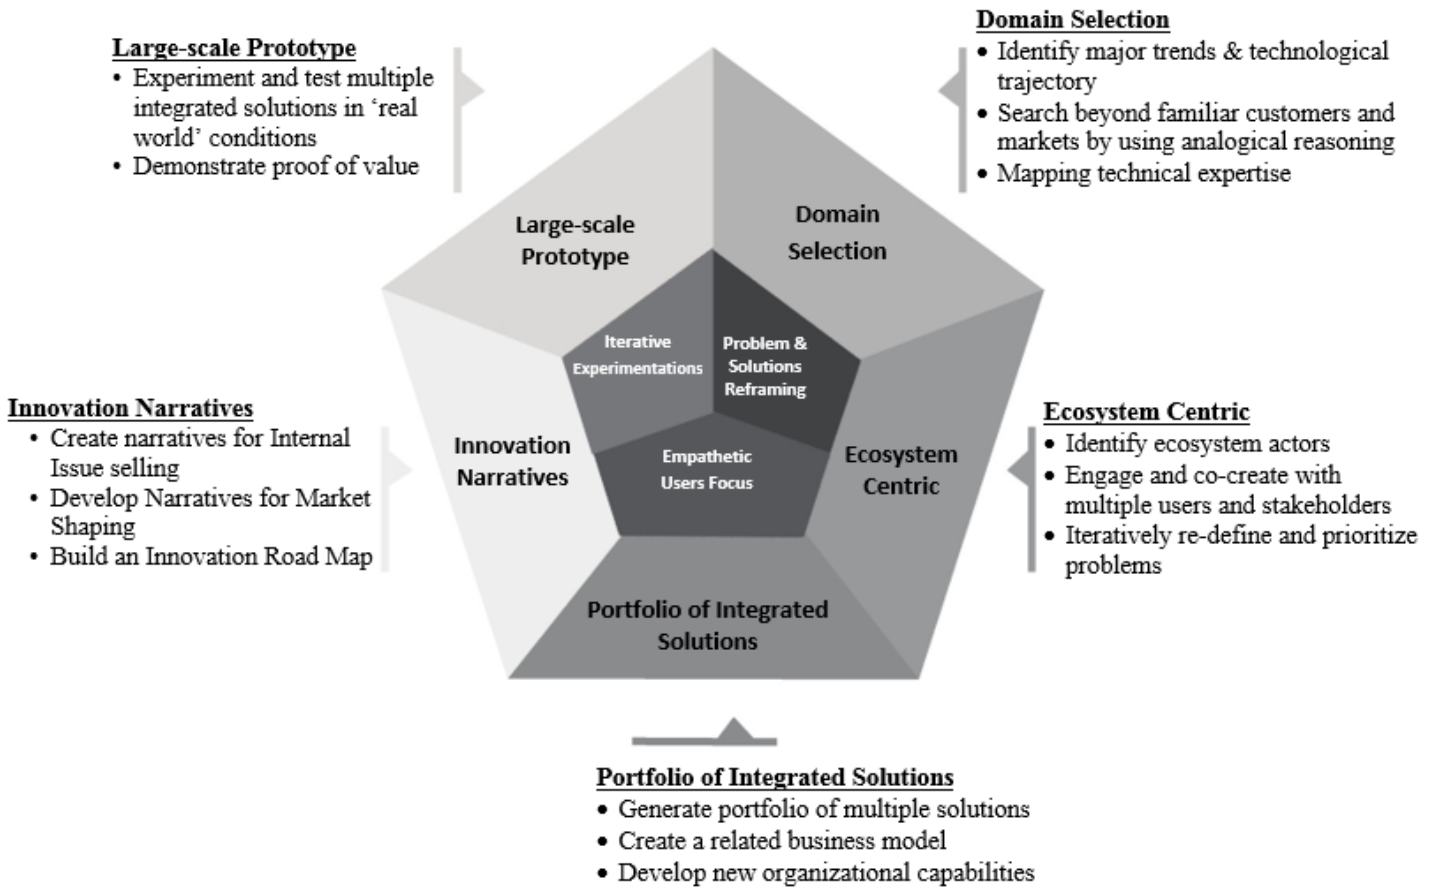 Large-scale Prototype
• Experiment and test multiple
integrated solutions in ‘real
world’ conditions
• Demonstrate proof of value
Domain Selection
• Identify major trends & technological
trajectory
• Search beyond familiar customers and
markets by using analogical reasoning
• Mapping technical expertise
Large-scale
Prototype
Domain
Selection
Iterative
Experimentations
Problem &
Solutions
Reframing
Empathetic
Users Focus
Innovation
Narratives
Ecosystem
Centric
Portfolio of Integrated
Solutions
Innovation Narratives
• Create narratives for Internal
Issue selling
• Develop Narratives for Market
Shaping
• Build an Innovation Road Map
Ecosystem Centric
• Identify ecosystem actors
• Engage and co-create with
multiple users and stakeholders
• Iteratively re-define and prioritize
problems
Portfolio of Integrated Solutions
• Generate portfolio of multiple solutions
• Create a related business model
• Develop new organizational capabilities